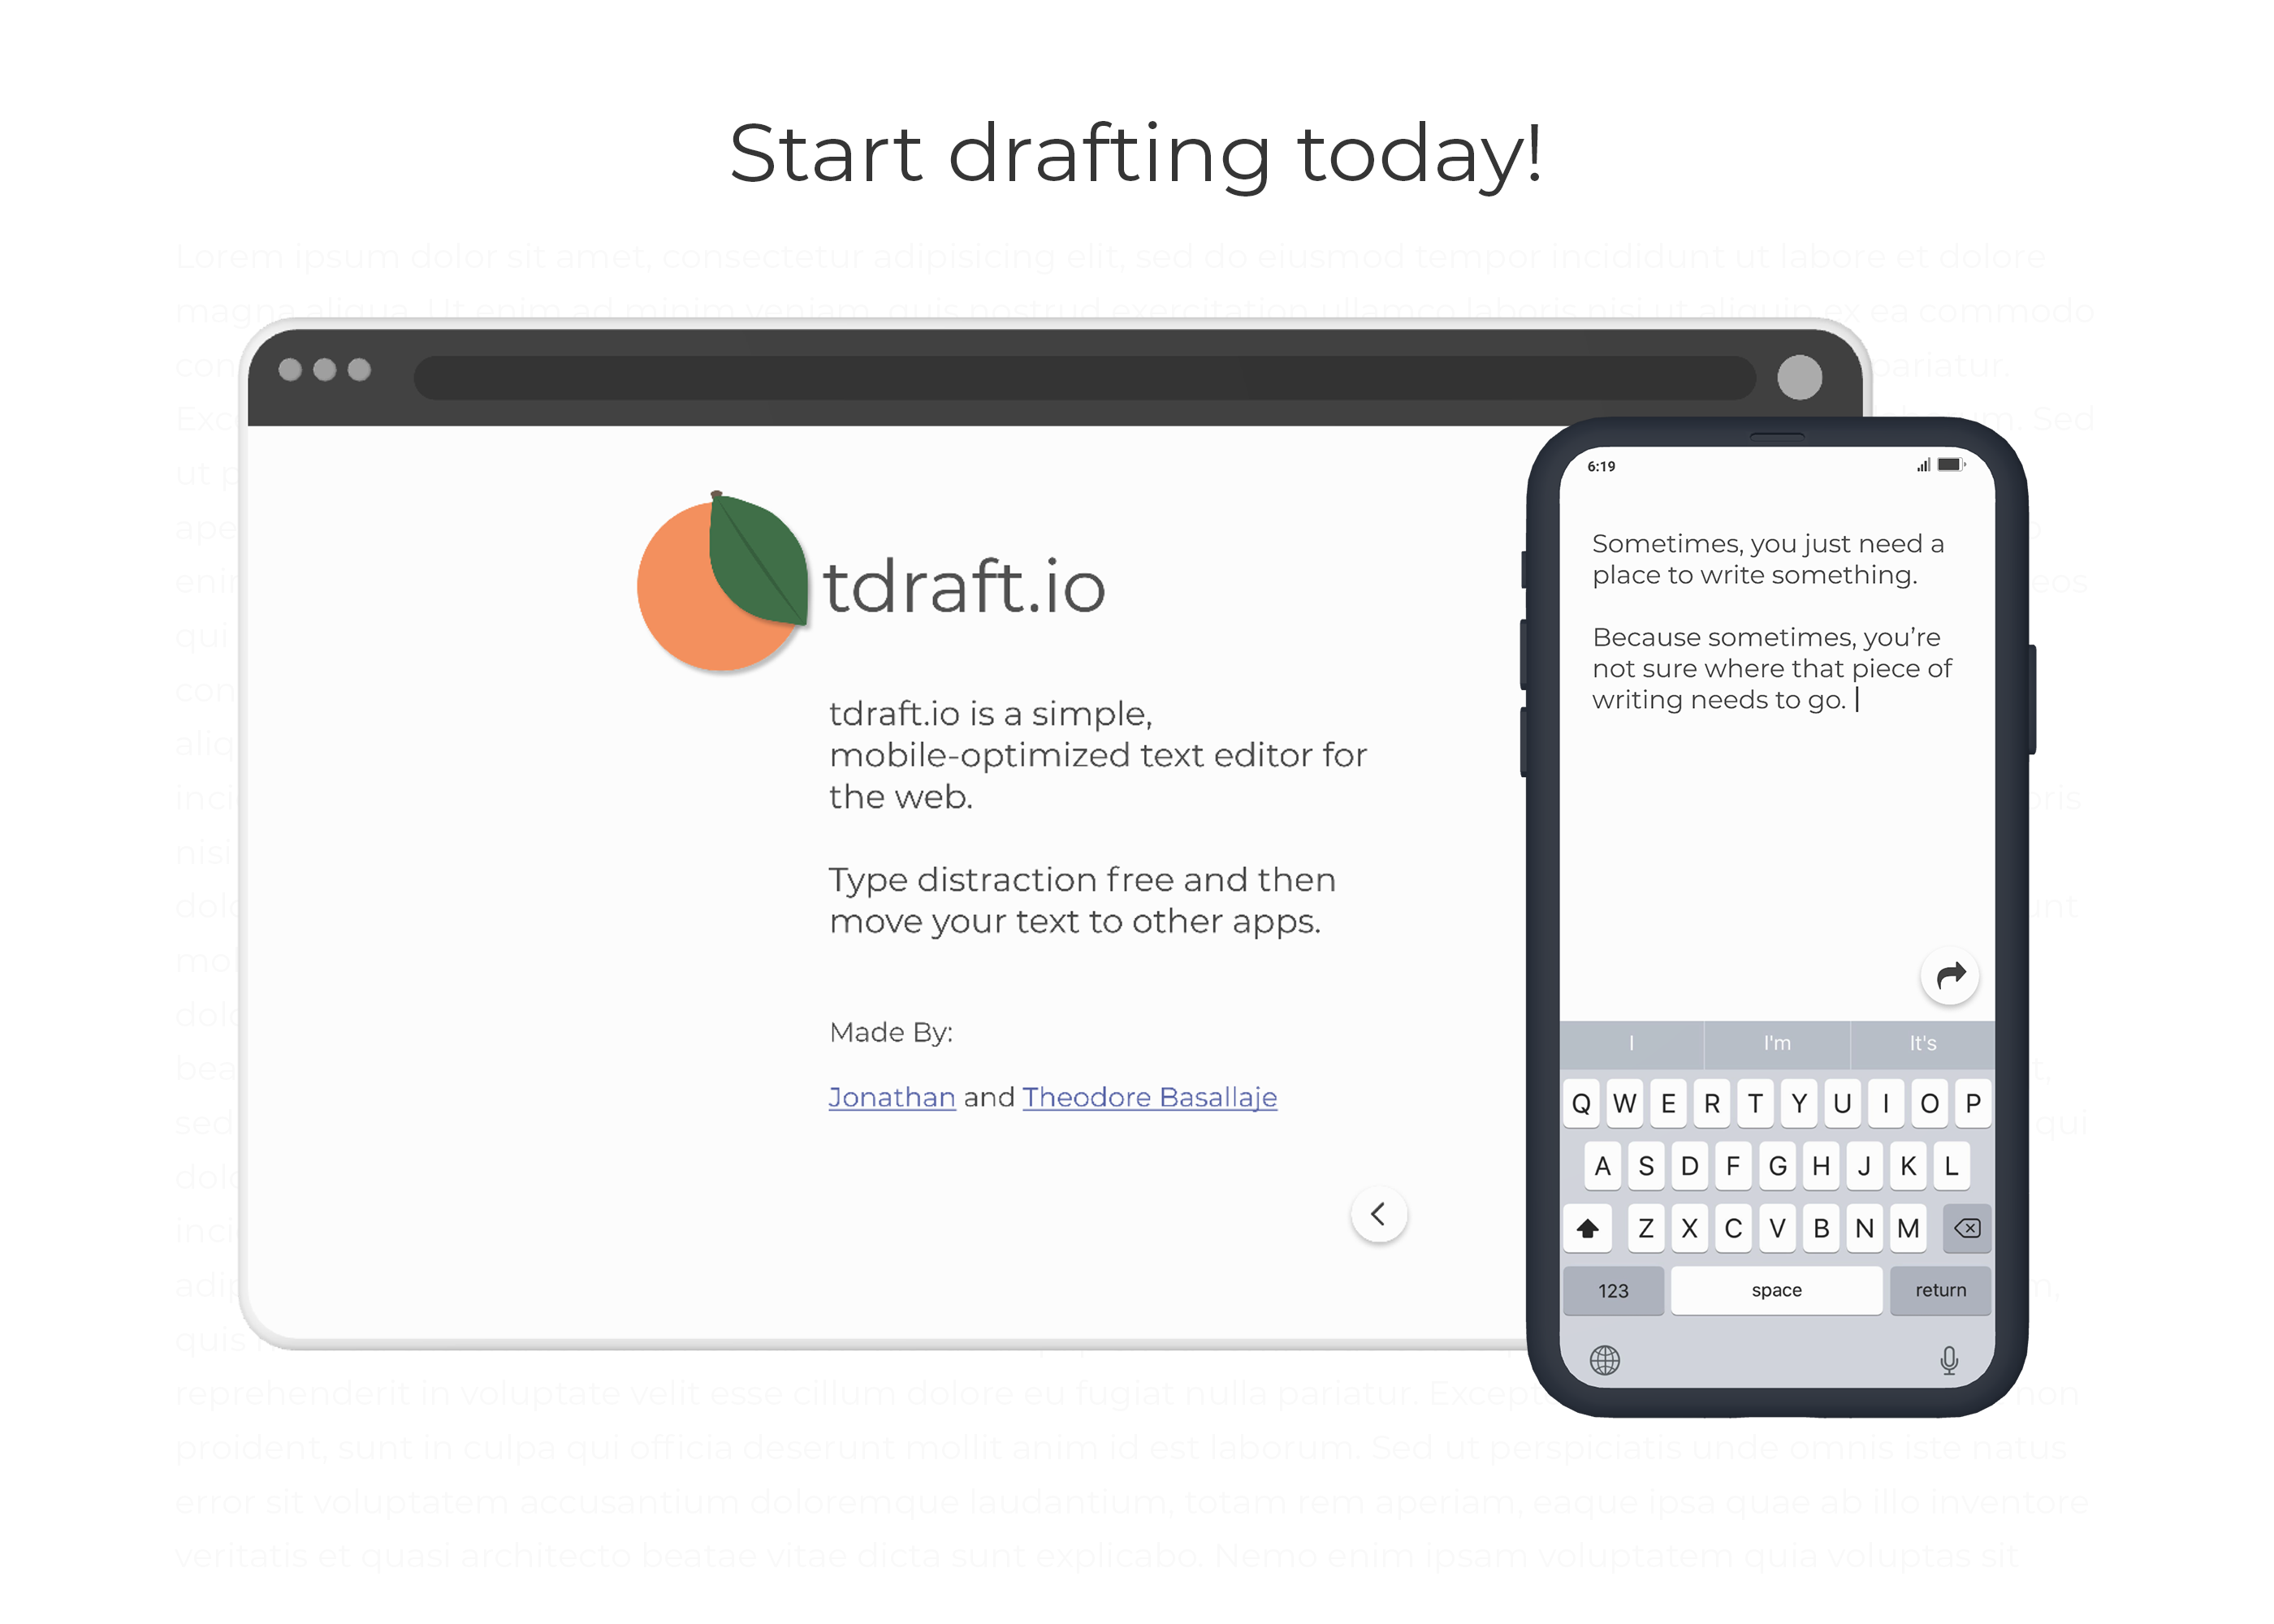 Start drafting today!
Lorem ipsum dolor sit amet, consectetur adipisicing elit, sed do eiusmod tempor incididunt ut labore et dolore
magna aliqua. Ut enim ad minim veniam, quis nostrud exercitation ullamco laboris nisi ut aliquip ex ea commodo
pariatur.
Sed
ut
qui
eos
nisi
qui
quis
tdraft.io
tdraft.io is a simple,
mobile-optimized text editor for
the web.
Type distraction free and then
move your text to other apps.
Made By:
Jonathan and Theodore Basallaje
6:19
Sometimes, you just need a
place to write something.
Because sometimes, you’re
not sure where that piece of
writing needs to go.
I I'm It's
Q W E R T Y U I O P
A S D F G H J K L
Z X C V B N M
123 space return
reprehenderit in voluptate velit esse cillum dolore eu fugiat nulla pariatur. non
proident, sunt in culpa qui officia deserunt mollit anim id est laborum. Sed ut perspiciatis unde omnis iste natus
error sit voluptatem accusantium doloremque laudantium, totam rem aperiam, eaque ipsa quae ab illo inventore
veritatis et quasi architecto beatae vitae dicta sunt explicabo. Nemo enim ipsam voluptatem quia voluptas sit